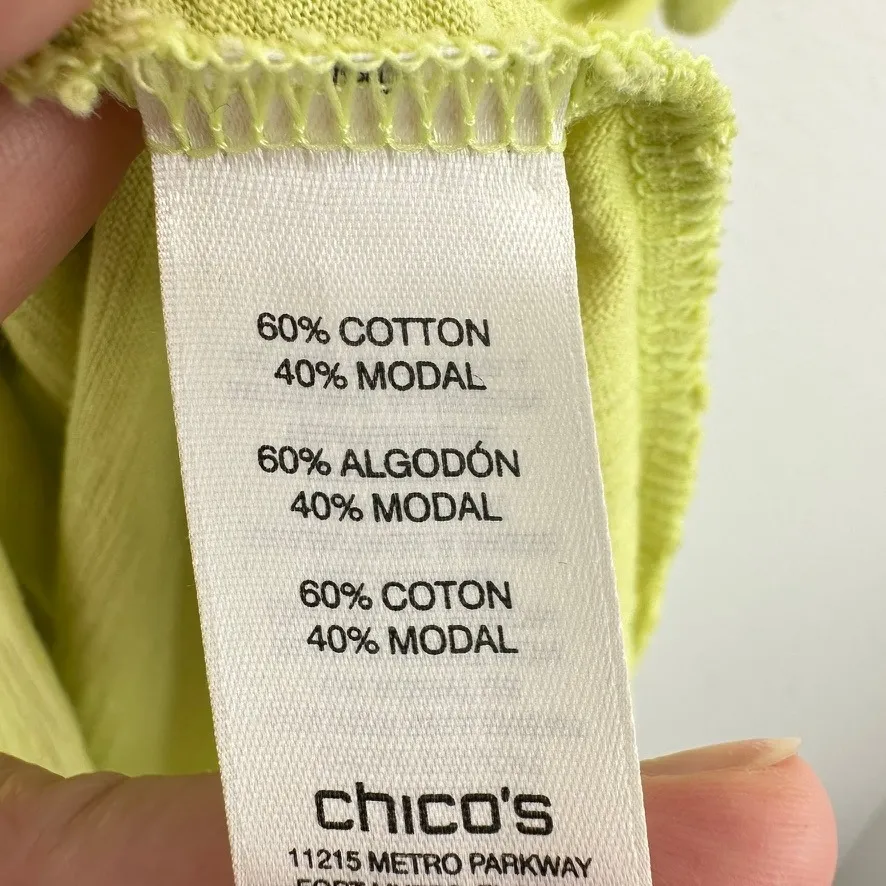 60% COTTON
40% MODAL
60% ALGODÓN
40% MODAL
60% COTON
40% MODAL
chico's
11215 METRO PARKWAY